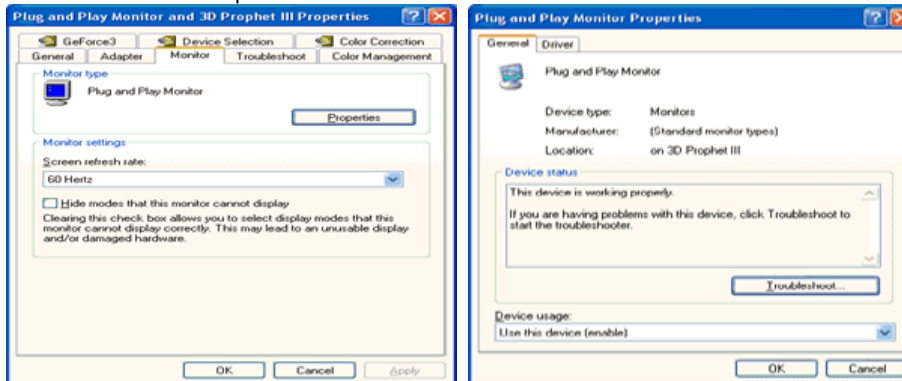 Plug and Play Monitor and 3D Prophet III Properties
GeForce3 Device Selection Color Correction
General Adapter Monitor Troubleshoot Color Management
Monitor type
Plug and Play Monitor
Properties
Monitor settings
Screen refresh rate:
60 Hertz
Hide modes that this monitor cannot display
Clearing this check box allows you to select display modes that this
monitor cannot display correctly. This may lead to an unusable display
and/or damaged hardware.
OK Cancel Apply
Plug and Play Monitor Properties
General Driver
Plug and Play Monitor
Device type: Monitors
Manufacturer: (Standard monitor types)
Location: on 3D Prophet III
Device status
This device is working properly.
If you are having problems with this device, click Troubleshoot to
start the troubleshooter.
Troubleshoot...
Device usage:
Use this device (enable)
OK Cancel